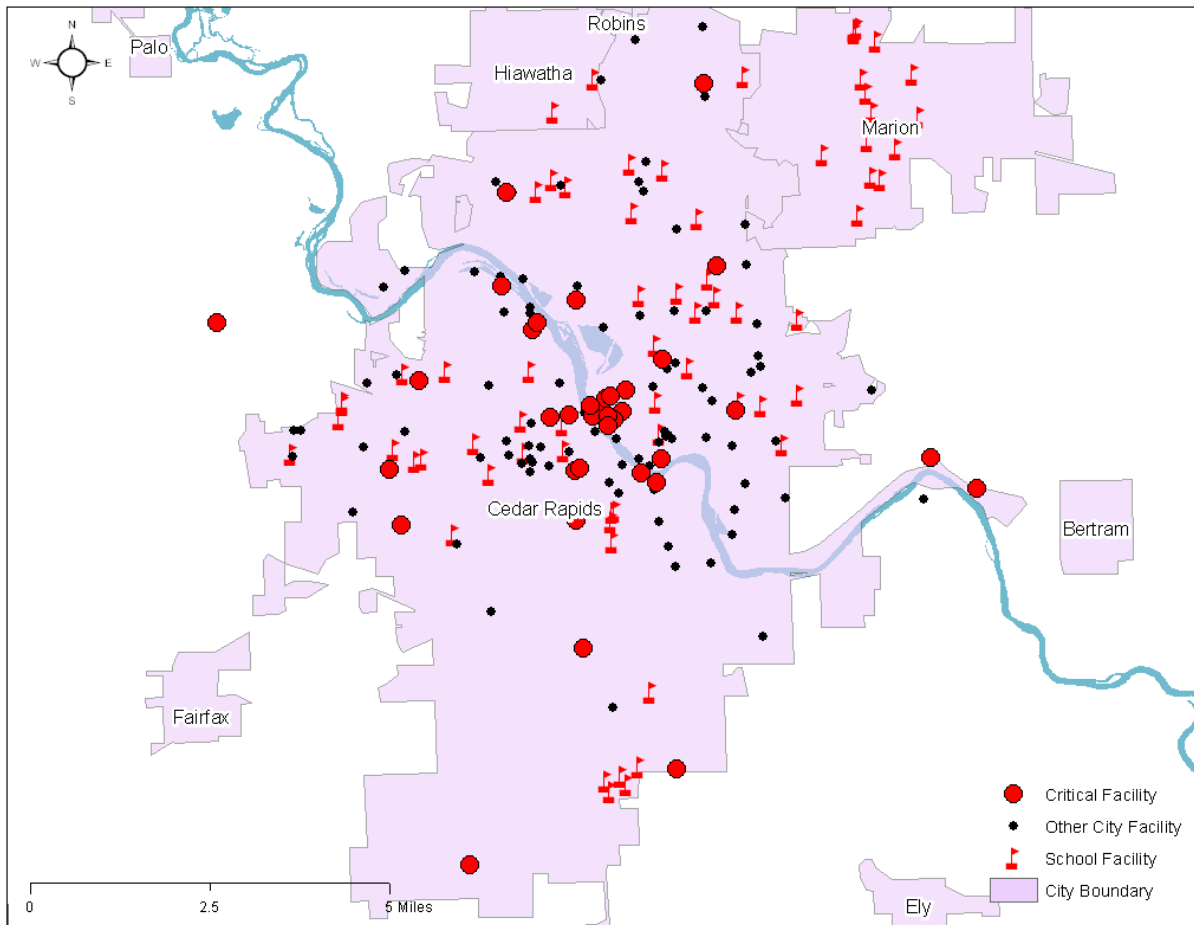 Robins
N
Palo
W
E
S
Hiawatha
Marion
Cedar Rapids
Bertram
Fairfax
Critical Facility
Other City Facility
School Facility
City Boundary
0
2.5
5 Miles
Ely